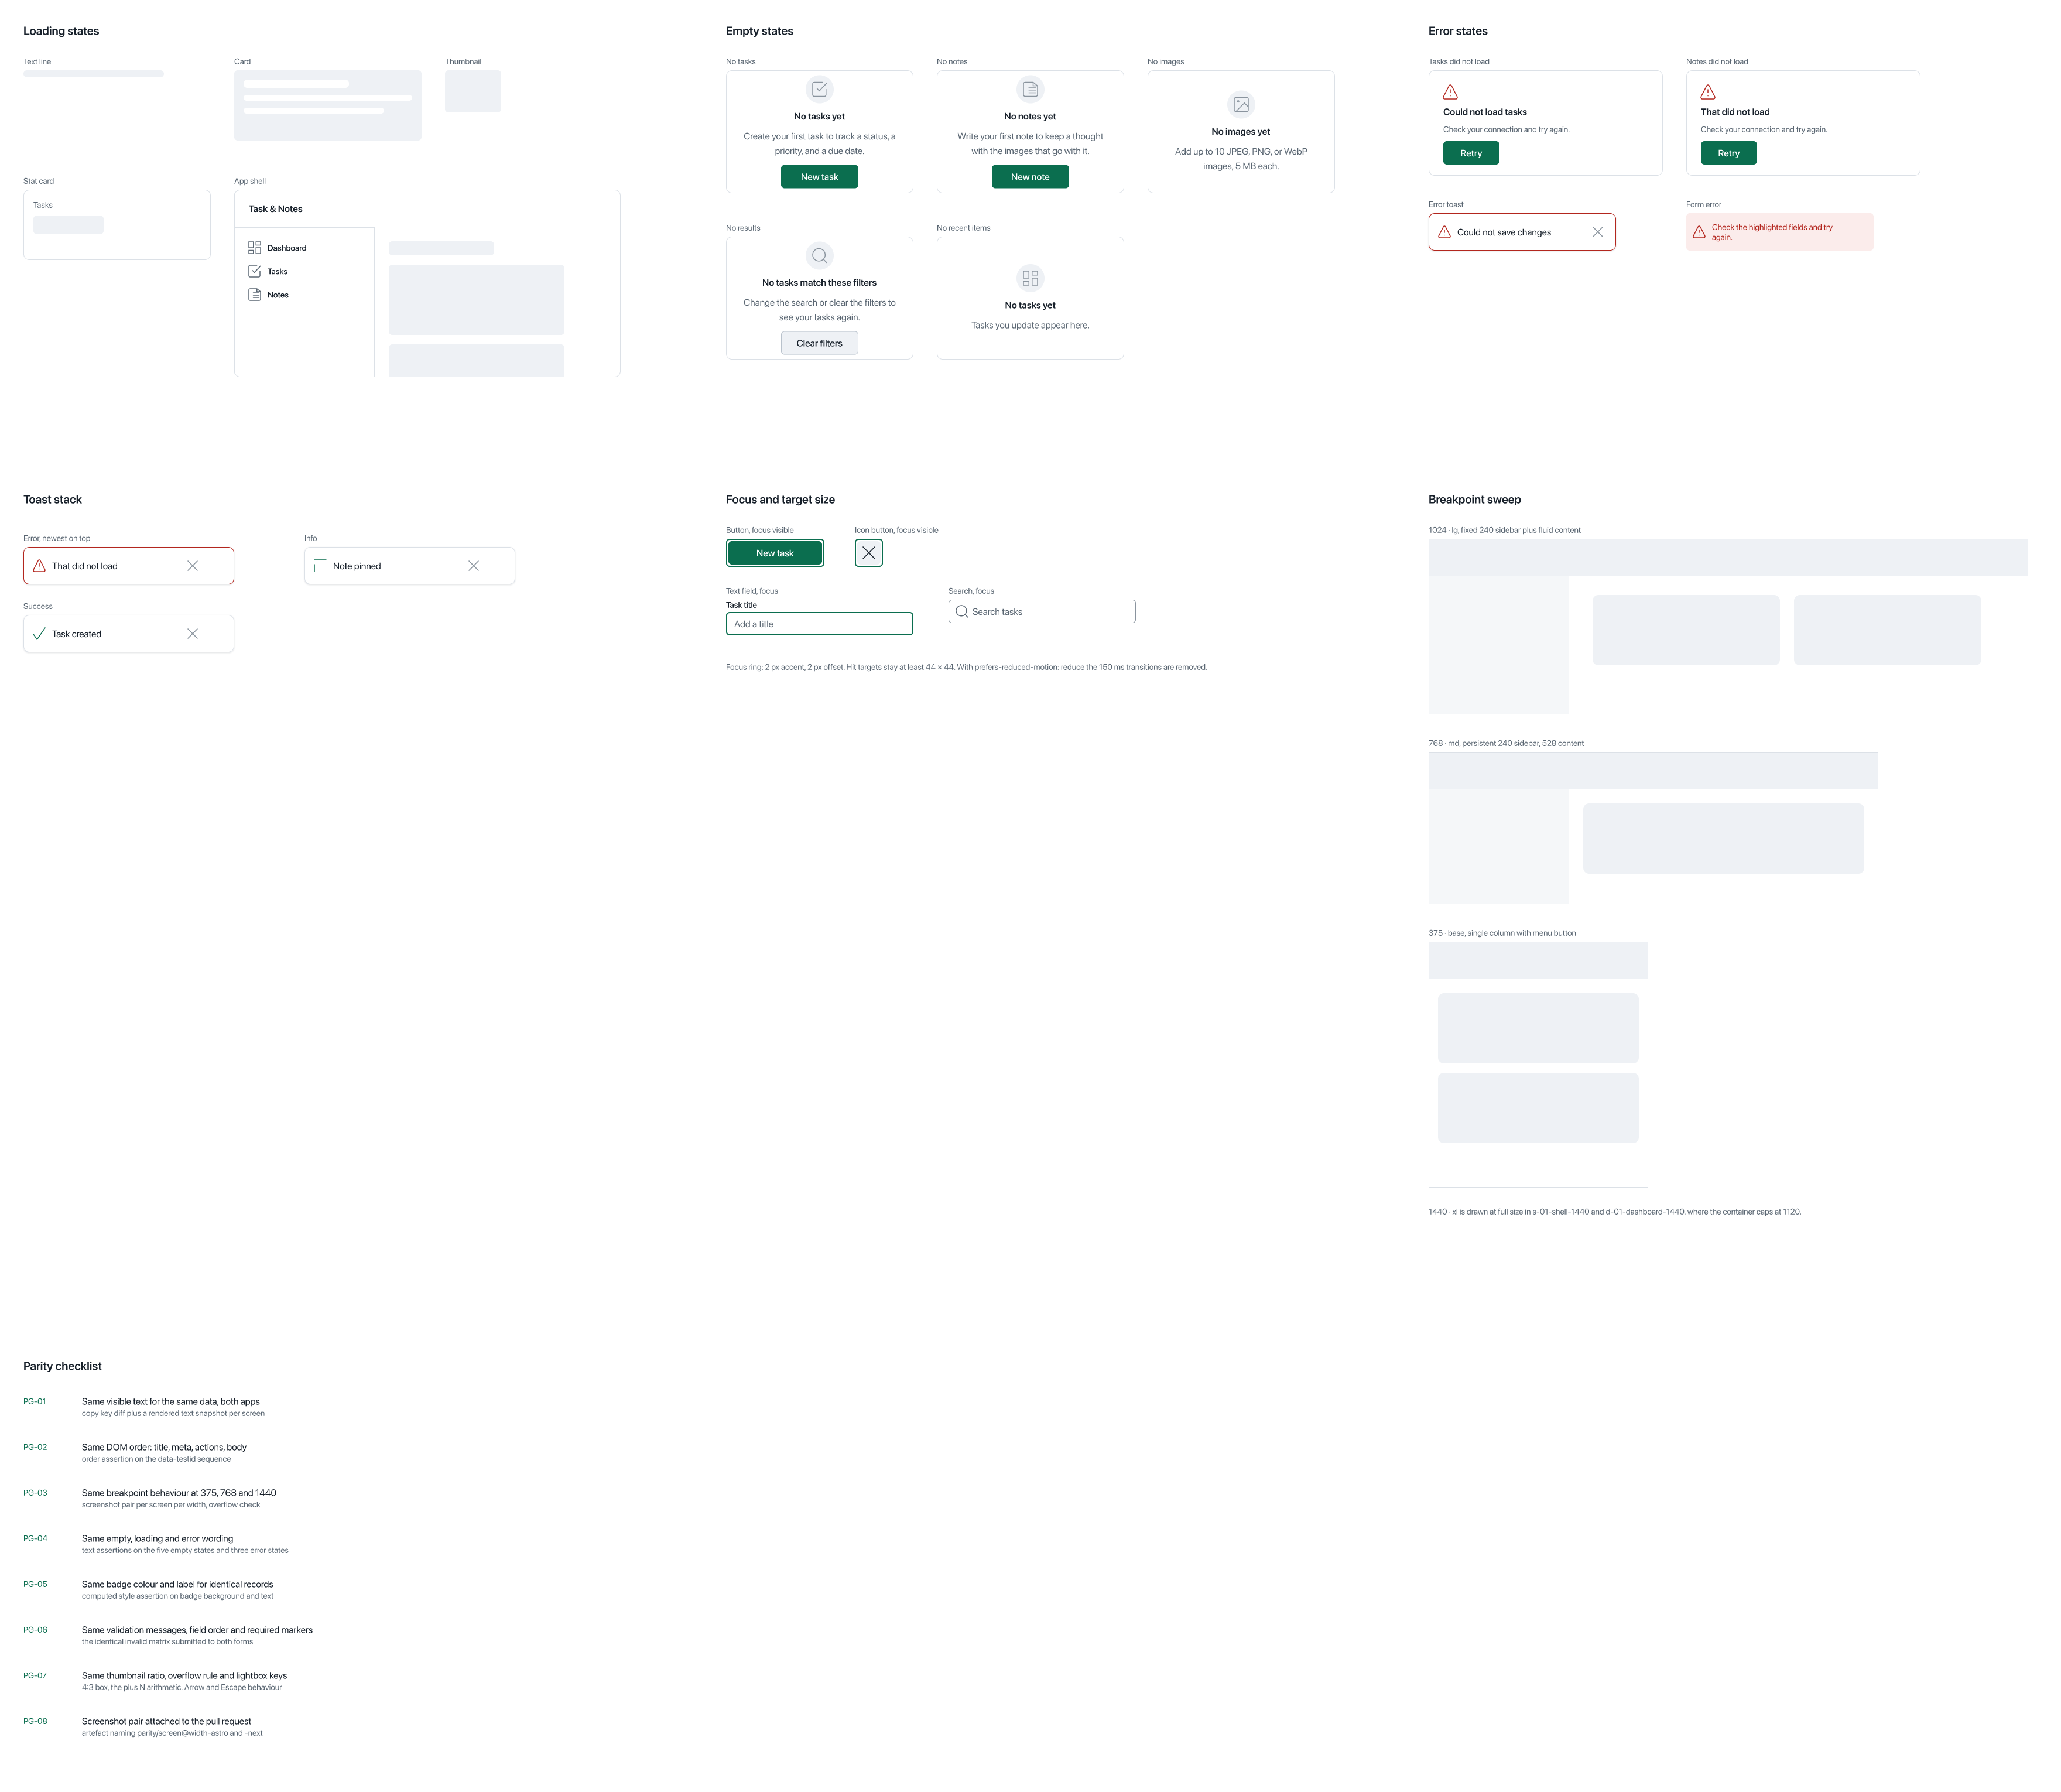 Loading states
Text line
Card
Thumbnail
Stat card
Tasks
App shell
Task & Notes
Dashboard
Tasks
Notes
Empty states
No tasks
No tasks yet
Create your first task to track a status, a
priority, and a due date.
New task
No notes
No notes yet
Write your first note to keep a thought
with the images that go with it.
New note
No images
No images yet
Add up to 10 JPEG, PNG, or WebP
images, 5 MB each.
No results
No tasks match these filters
Change the search or clear the filters to
see your tasks again.
Clear filters
No recent items
No tasks yet
Tasks you update appear here.
Error states
Tasks did not load
Could not load tasks
Check your connection and try again.
Retry
Notes did not load
That did not load
Check your connection and try again.
Retry
Error toast
Could not save changes
Form error
Check the highlighted fields and try
again.
Toast stack
Error, newest on top
That did not load
Info
Note pinned
Success
Task created
Focus and target size
Button, focus visible
New task
Icon button, focus visible
Text field, focus
Task title
Add a title
Search, focus
Search tasks
Focus ring: 2 px accent, 2 px offset. Hit targets stay at least 44 × 44. With prefers-reduced-motion: reduce the 150 ms transitions are removed.
Breakpoint sweep
1024 · lg, fixed 240 sidebar plus fluid content
768 · md, persistent 240 sidebar, 528 content
375 · base, single column with menu button
1440 · xl is drawn at full size in s-01-shell-1440 and d-01-dashboard-1440, where the container caps at 1120.
Parity checklist
PG-01
Same visible text for the same data, both apps
copy key diff plus a rendered text snapshot per screen
PG-02
Same DOM order: title, meta, actions, body
order assertion on the data-testid sequence
PG-03
Same breakpoint behaviour at 375, 768 and 1440
screenshot pair per screen per width, overflow check
PG-04
Same empty, loading and error wording
text assertions on the five empty states and three error states
PG-05
Same badge colour and label for identical records
computed style assertion on badge background and text
PG-06
Same validation messages, field order and required markers
the identical invalid matrix submitted to both forms
PG-07
Same thumbnail ratio, overflow rule and lightbox keys
4:3 box, the plus N arithmetic, Arrow and Escape behaviour
PG-08
Screenshot pair attached to the pull request
artefact naming parity/screen@width-astro and -next